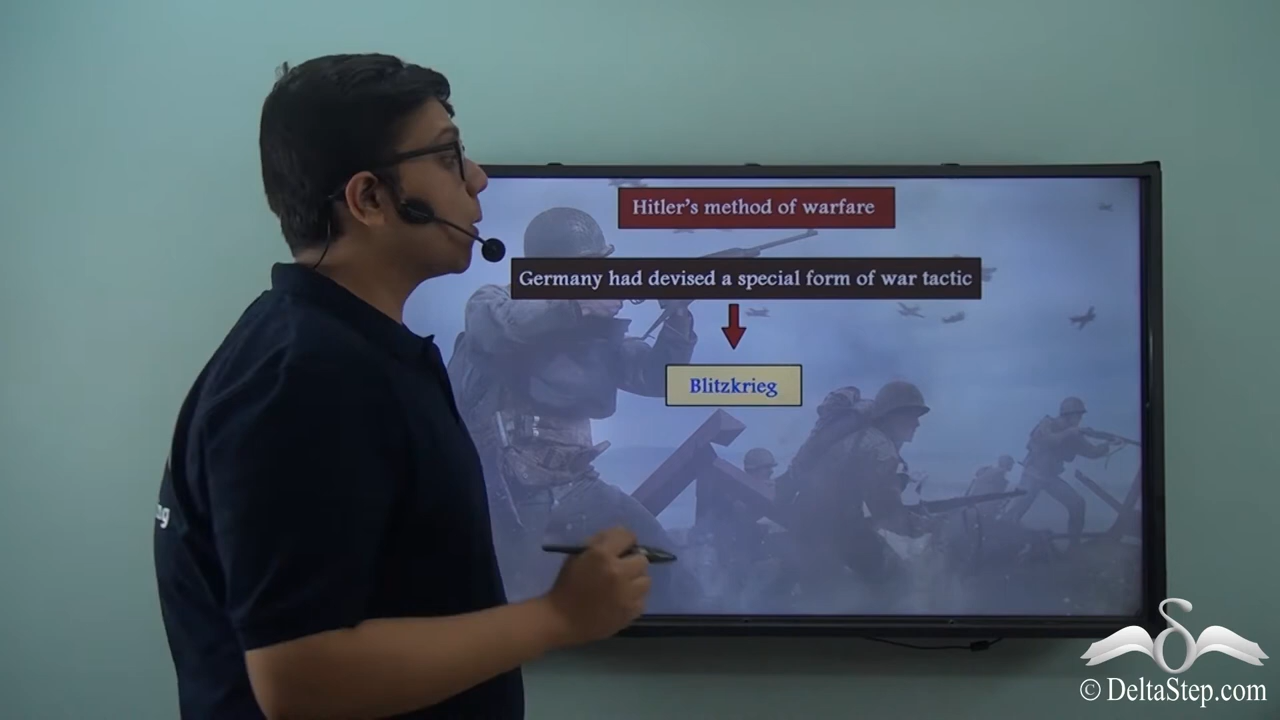 Hitler's method of warfare
Germany had devised a special form of war tactic
Blitzkrieg
© DeltaStep.com